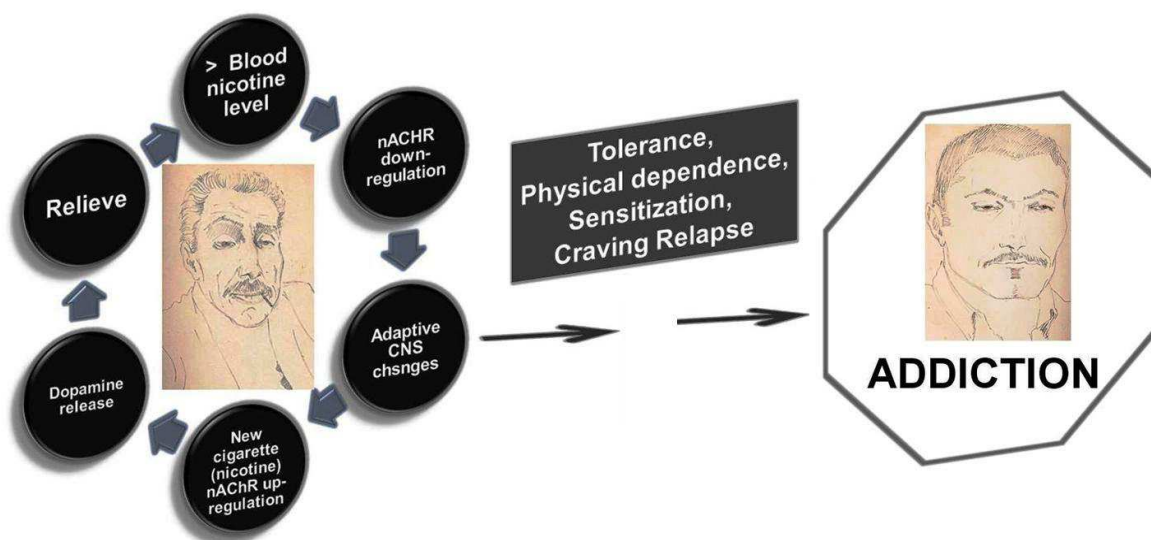 > Blood
nicotine
level
nACHR
down-
regulation
Adaptive
CNS
chsnges
New
cigarette
(nicotine)
nAChR up-
regulation
Dopamine
release
Relieve
Tolerance,
Physical dependence,
Sensitization,
Craving Relapse
ADDICTION